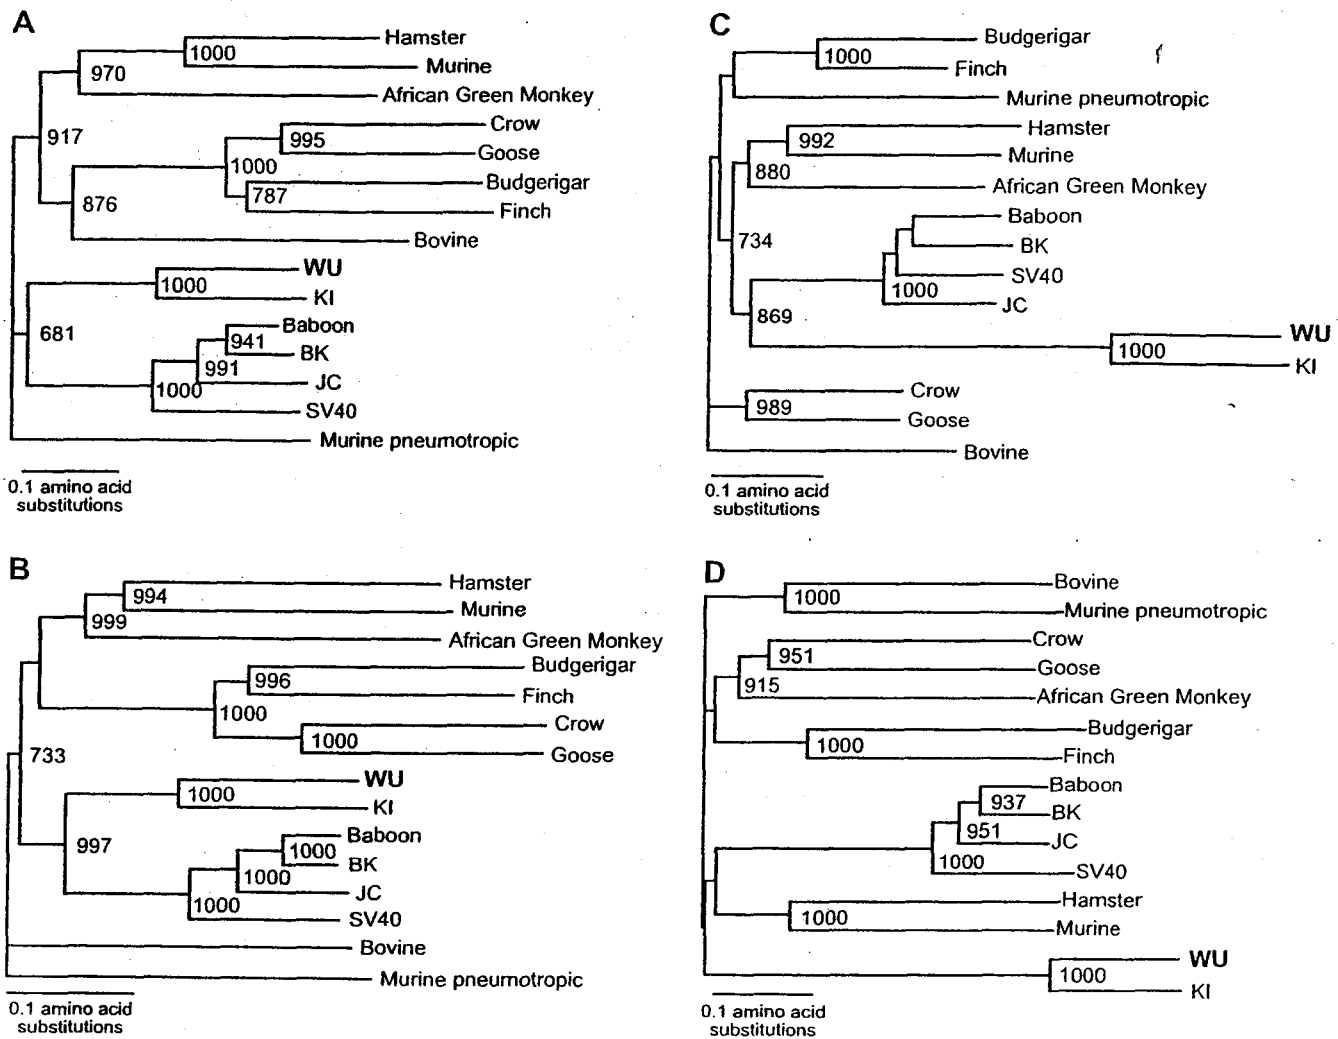 A
Hamster
1000
Murine
970
African Green Monkey
917
Crow
995
Goose
1000
Budgerigar
787
Finch
876
Bovine
WU
1000
KI
681
Baboon
941
BK
991
JC
1000
SV40
Murine pneumotropic
0.1 amino acid
substitutions
C
Budgerigar
1000
Finch
Murine pneumotropic
Hamster
992
Murine
880
African Green Monkey
Baboon
734
BK
SV40
1000
JC
869
WU
1000
KI
Crow
989
Goose
Bovine
0.1 amino acid
substitutions
B
Hamster
994
Murine
999
African Green Monkey
Budgerigar
996
Finch
1000
Crow
1000
Goose
733
WU
1000
KI
Baboon
997
1000
BK
1000
JC
1000
SV40
Bovine
Murine pneumotropic
0.1 amino acid
substitutions
D
Bovine
1000
Murine pneumotropic
Crow
951
Goose
915
African Green Monkey
Budgerigar
1000
Finch
Baboon
937
BK
951
JC
1000
SV40
Hamster
1000
Murine
WU
1000
KI
0.1 amino acid
substitutions